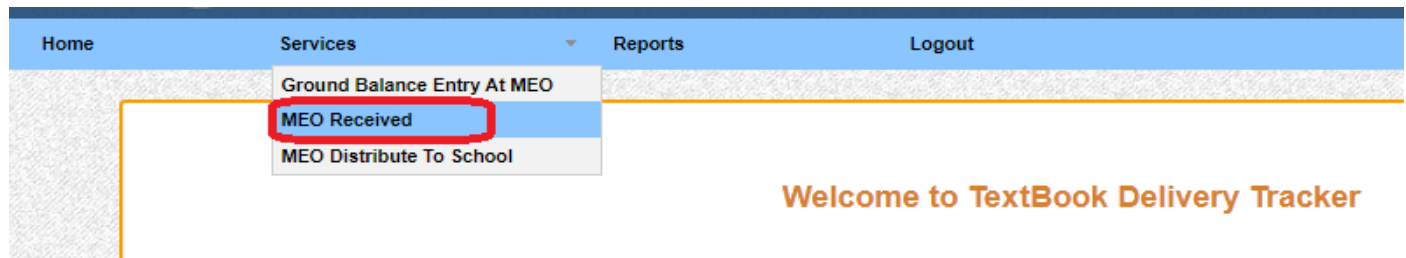 Home Services Reports Logout
Ground Balance Entry At MEO
MEO Received
MEO Distribute To School
Welcome to TextBook Delivery Tracker